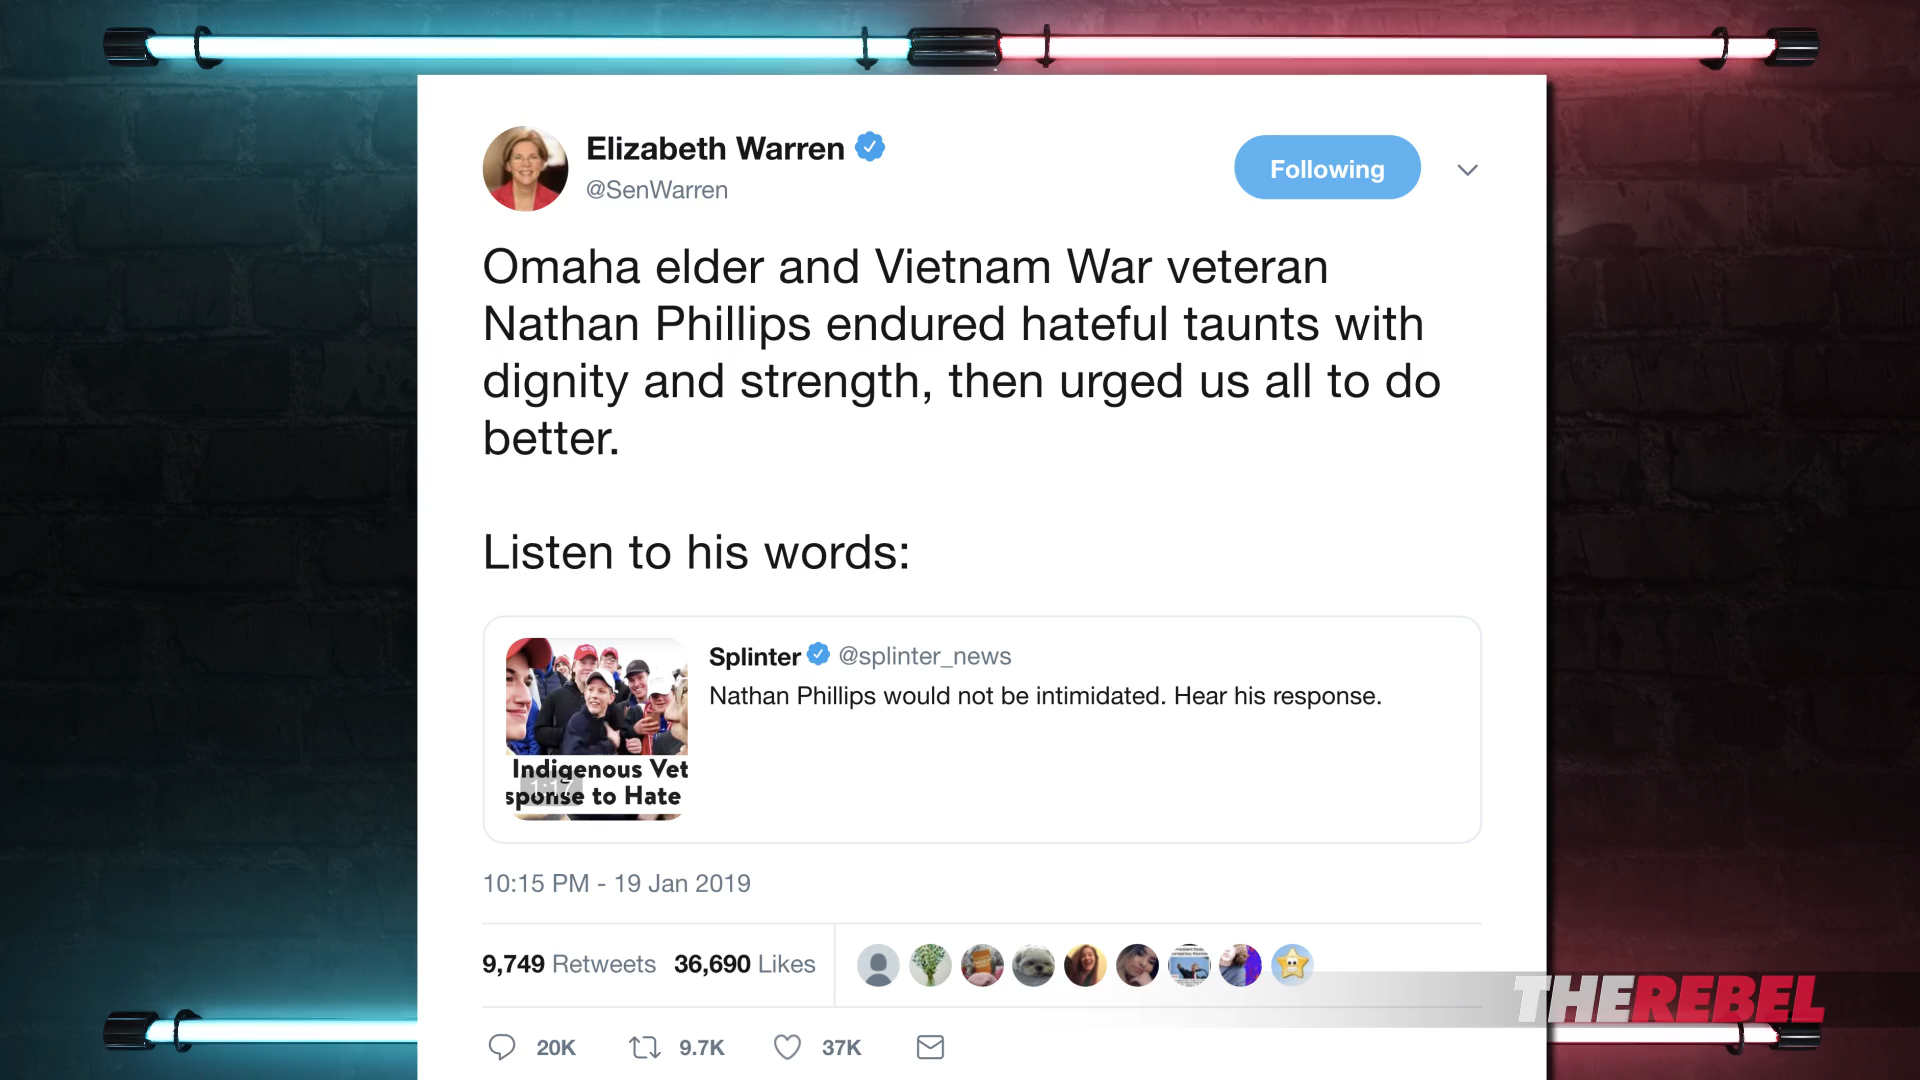 Elizabeth Warren
@SenWarren
Following
Omaha elder and Vietnam War veteran
Nathan Phillips endured hateful taunts with
dignity and strength, then urged us all to do
better.
Listen to his words:
Splinter @splinter_news
Nathan Phillips would not be intimidated. Hear his response.
Indigenous Vet
sponse to Hate
1:17
10:15 PM - 19 Jan 2019
9,749 Retweets 36,690 Likes
20K 9.7K 37K
THEREBEL